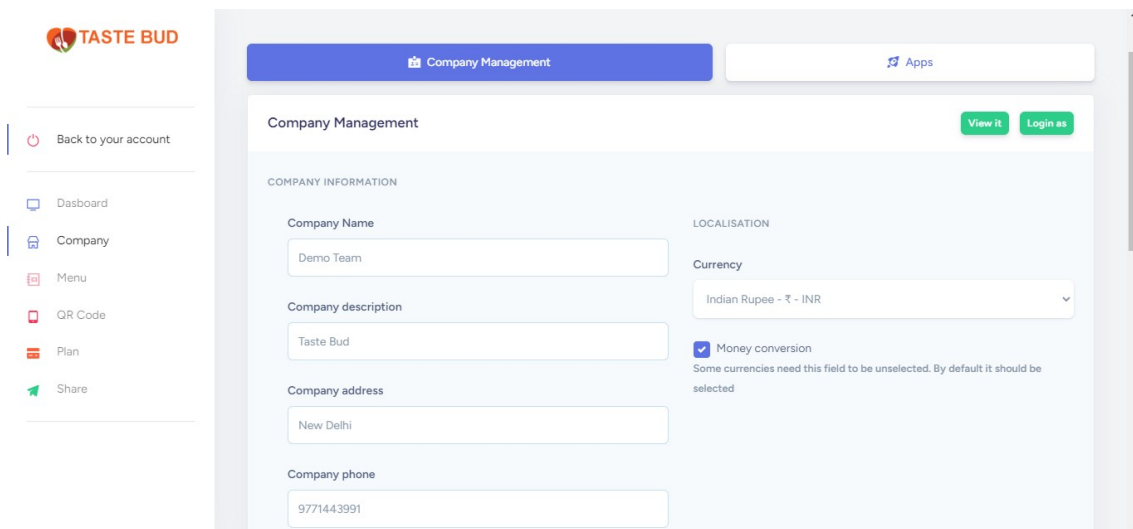 TASTE BUD
Back to your account
Dasboard
Company
Menu
QR Code
Plan
Share
Company Management
Apps
Company Management
View it
Login as
COMPANY INFORMATION
Company Name
Demo Team
Company description
Taste Bud
Company address
New Delhi
Company phone
9771443991
LOCALISATION
Currency
Indian Rupee - ₹ - INR
Money conversion
Some currencies need this field to be unselected. By default it should be
selected